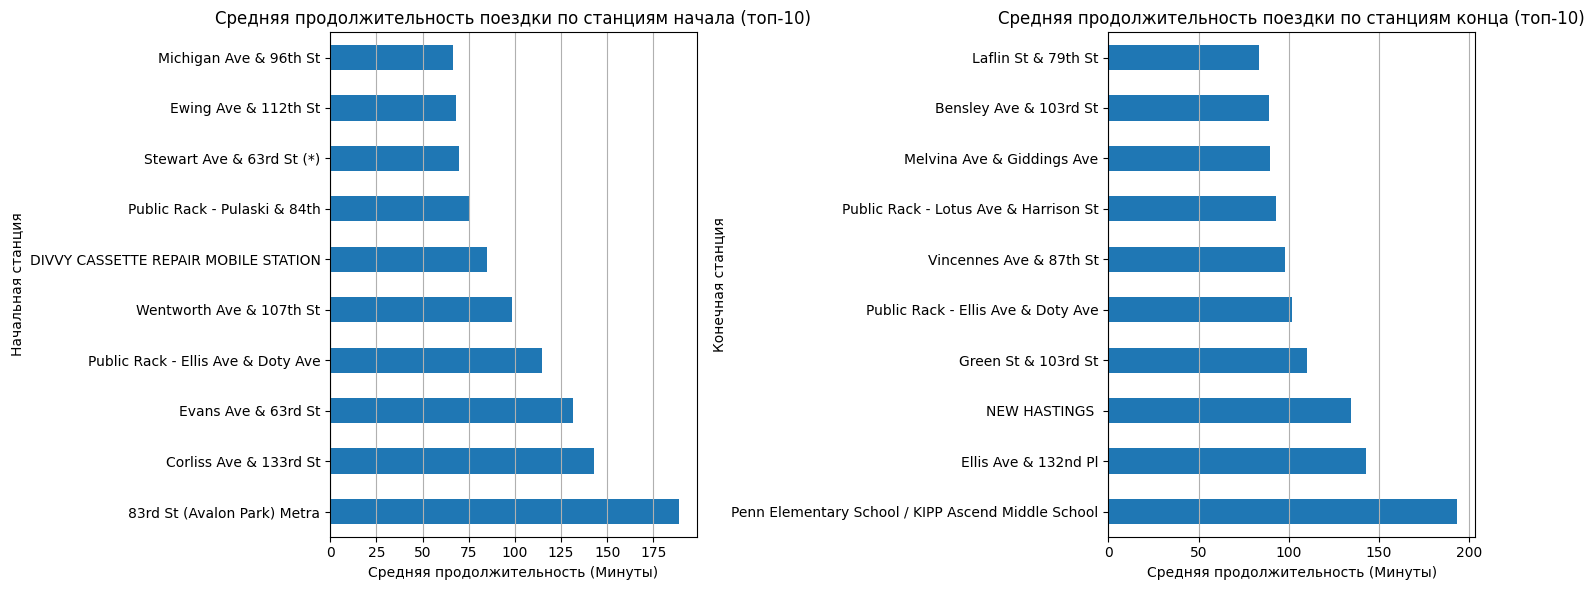 Средняя продолжительность поездки по станциям начала (топ-10)
Начальная станция
Michigan Ave & 96th St
Ewing Ave & 112th St
Stewart Ave & 63rd St (*)
Public Rack - Pulaski & 84th
DIVVY CASSETTE REPAIR MOBILE STATION
Wentworth Ave & 107th St
Public Rack - Ellis Ave & Doty Ave
Evans Ave & 63rd St
Corliss Ave & 133rd St
83rd St (Avalon Park) Metra
0 25 50 75 100 125 150 175
Средняя продолжительность (Минуты)
Средняя продолжительность поездки по станциям конца (топ-10)
Конечная станция
Laflin St & 79th St
Bensley Ave & 103rd St
Melvina Ave & Giddings Ave
Public Rack - Lotus Ave & Harrison St
Vincennes Ave & 87th St
Public Rack - Ellis Ave & Doty Ave
Green St & 103rd St
NEW HASTINGS
Ellis Ave & 132nd Pl
Penn Elementary School / KIPP Ascend Middle School
0 50 100 150 200
Средняя продолжительность (Минуты)